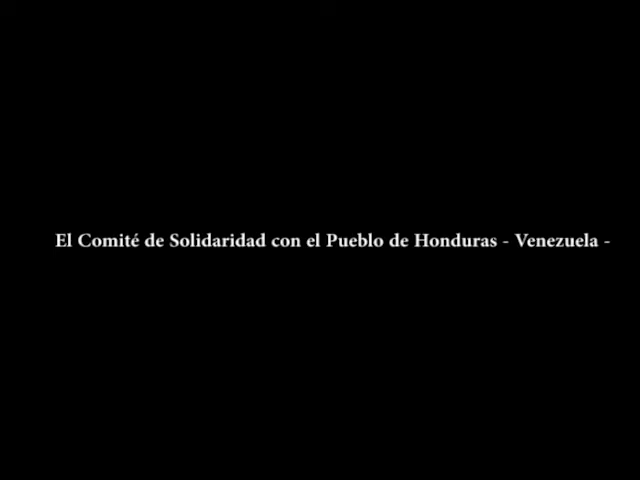 El Comité de Solidaridad con el Pueblo de Honduras - Venezuela -